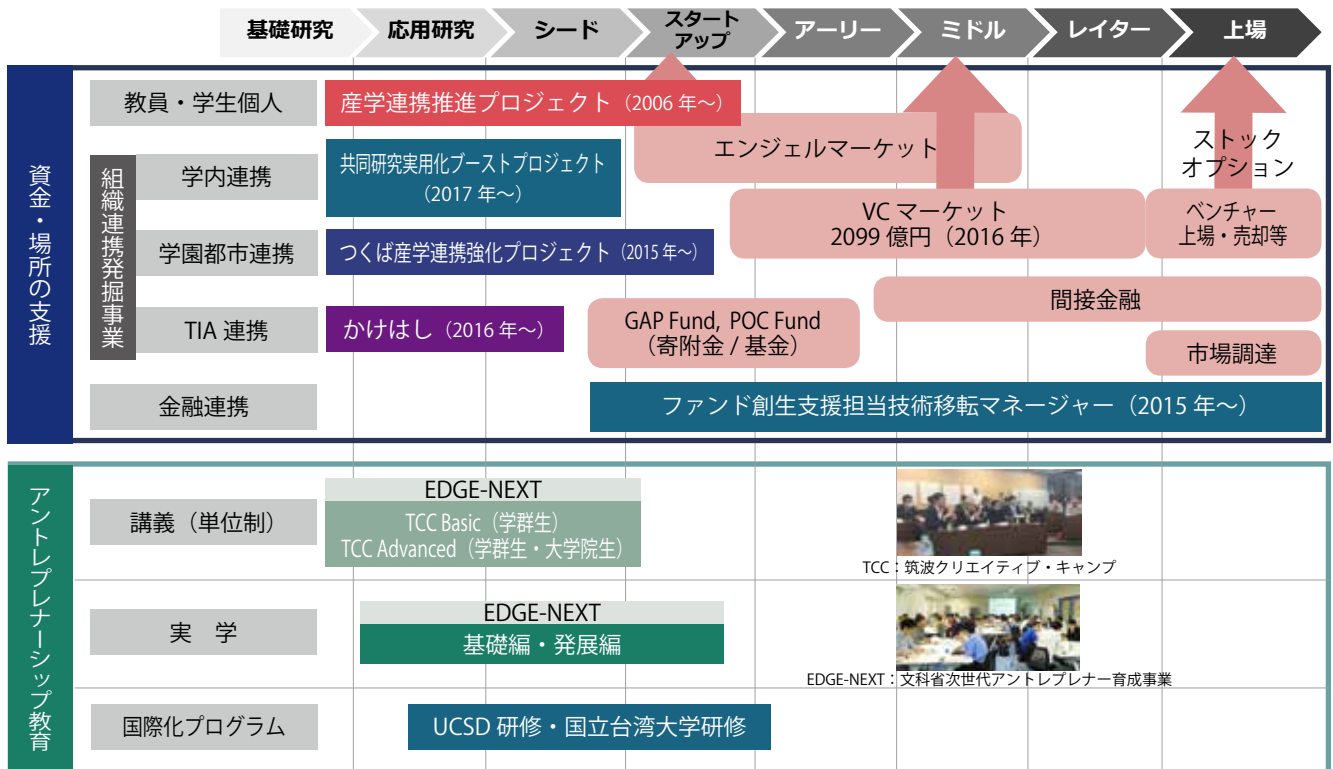 基礎研究
応用研究
シード
スタート
アップ
アーリー
ミドル
レイター
上場
資金・場所の支援
教員・学生個人
産学連携推進プロジェクト（2006 年～）
エンジェルマーケット
ストック
オプション
組織連携発掘事業
学内連携
共同研究実用化ブーストプロジェクト
（2017 年～）
VC マーケット
2099 億円（2016 年）
ベンチャー
上場・売却等
学園都市連携
つくば産学連携強化プロジェクト（2015 年～）
間接金融
TIA 連携
かけはし（2016 年～）
GAP Fund, POC Fund
（寄附金 / 基金）
市場調達
金融連携
ファンド創生支援担当技術移転マネージャー（2015 年～）
アントレプレナーシップ教育
講義（単位制）
EDGE-NEXT
TCC Basic（学群生）
TCC Advanced（学群生・大学院生）
TCC：筑波クリエイティブ・キャンプ
実　学
EDGE-NEXT
基礎編・発展編
EDGE-NEXT：文科省次世代アントレプレナー育成事業
国際化プログラム
UCSD 研修・国立台湾大学研修